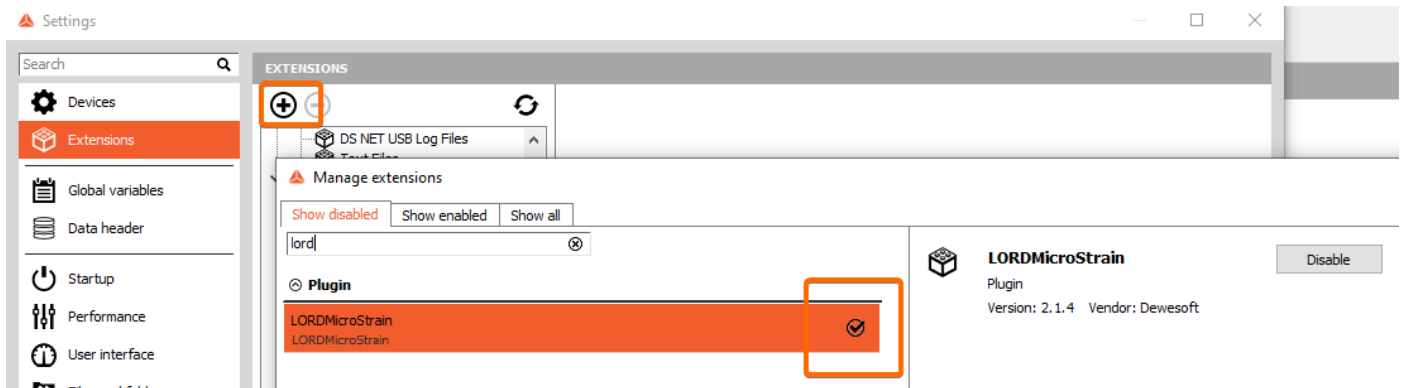 Settings
Search
Devices
Extensions
Global variables
Data header
Startup
Performance
User interface
EXTENSIONS
DS NET USB Log Files
Text Files
Manage extensions
Show disabled
Show enabled
Show all
lord
Plugin
LORDMicroStrain
LORDMicroStrain
LORDMicroStrain
Disable
Plugin
Version: 2.1.4 Vendor: Dewesoft